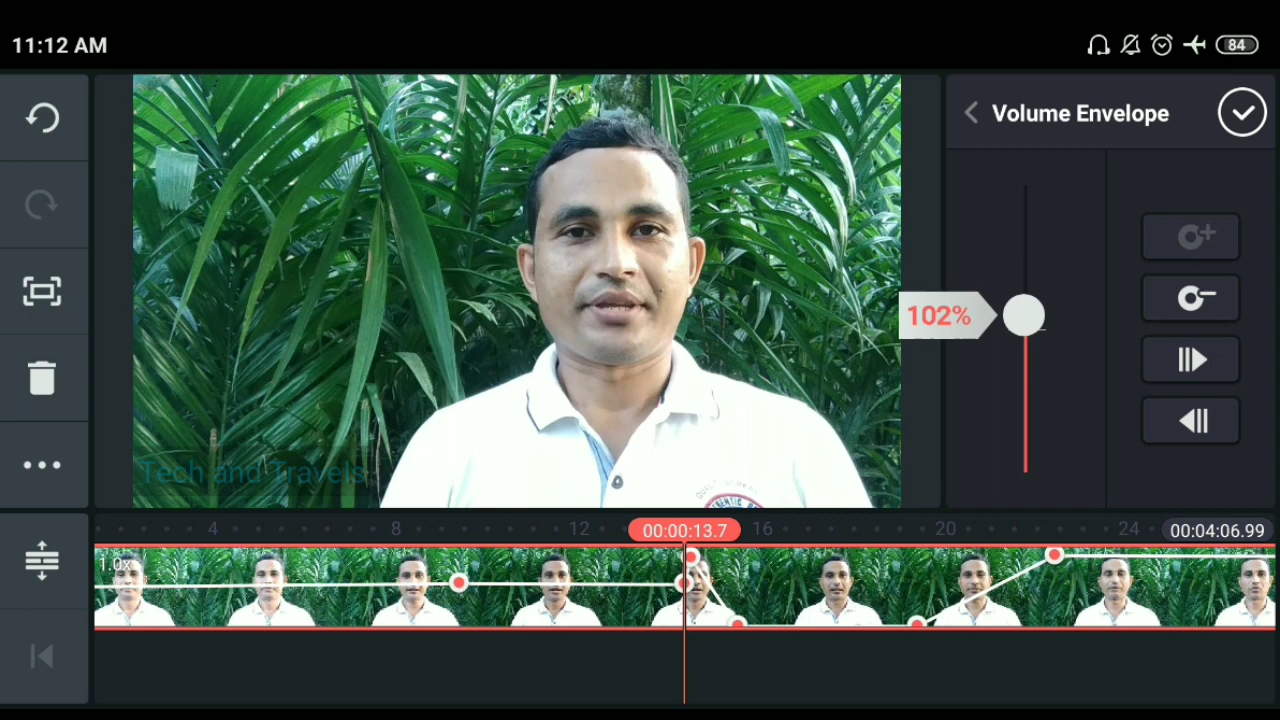 11:12 AM
84
Volume Envelope
102%
Tech and Travels
4 8 12 00:00:13.7 16 20 24 00:04:06.99
1.0x